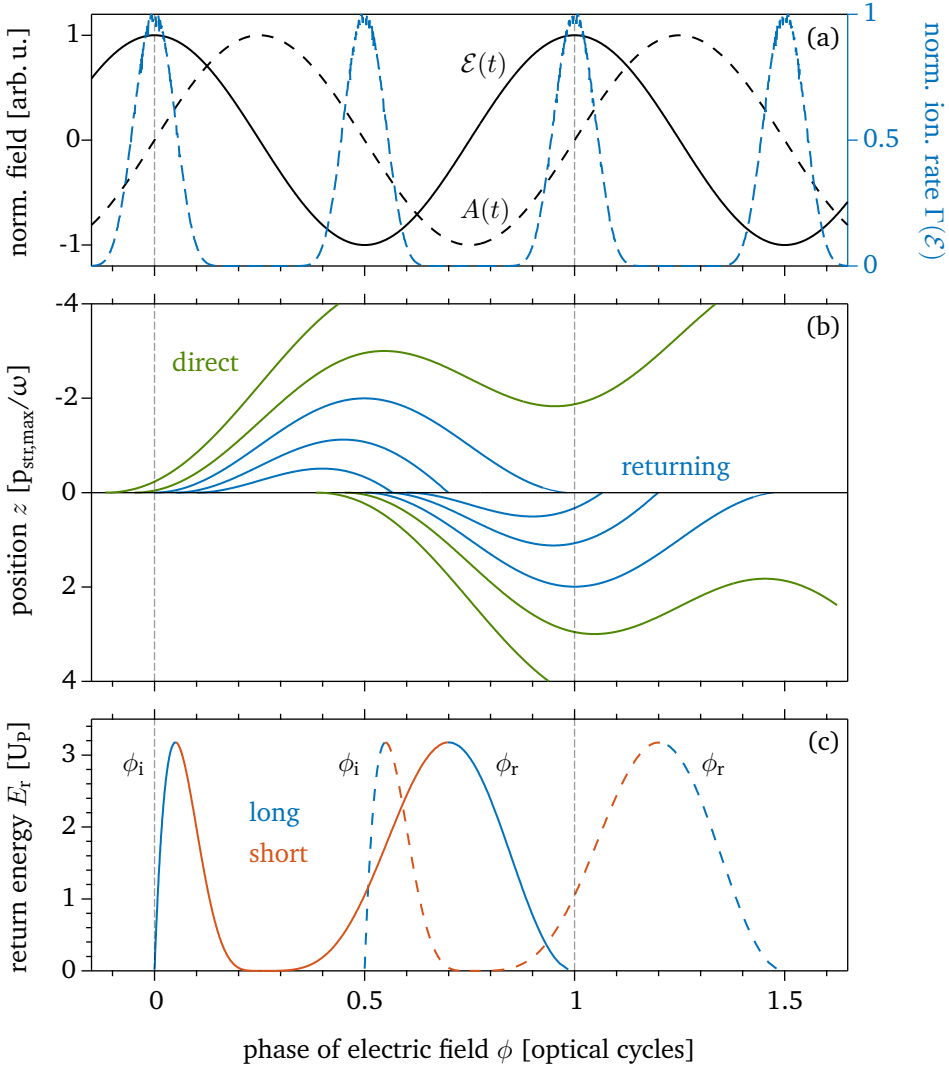 (a)
norm. field [arb. u.]
1
0
-1
ℰ(t)
A(t)
1
0.5
0
norm. ion. rate Γ(ℰ)
(b)
position z [p_str,max/ω]
-4
-2
0
2
4
direct
returning
(c)
return energy E_r [U_P]
3
2
1
0
ϕ_i
ϕ_i
ϕ_r
ϕ_r
long
short
0
0.5
1
1.5
phase of electric field ϕ [optical cycles]